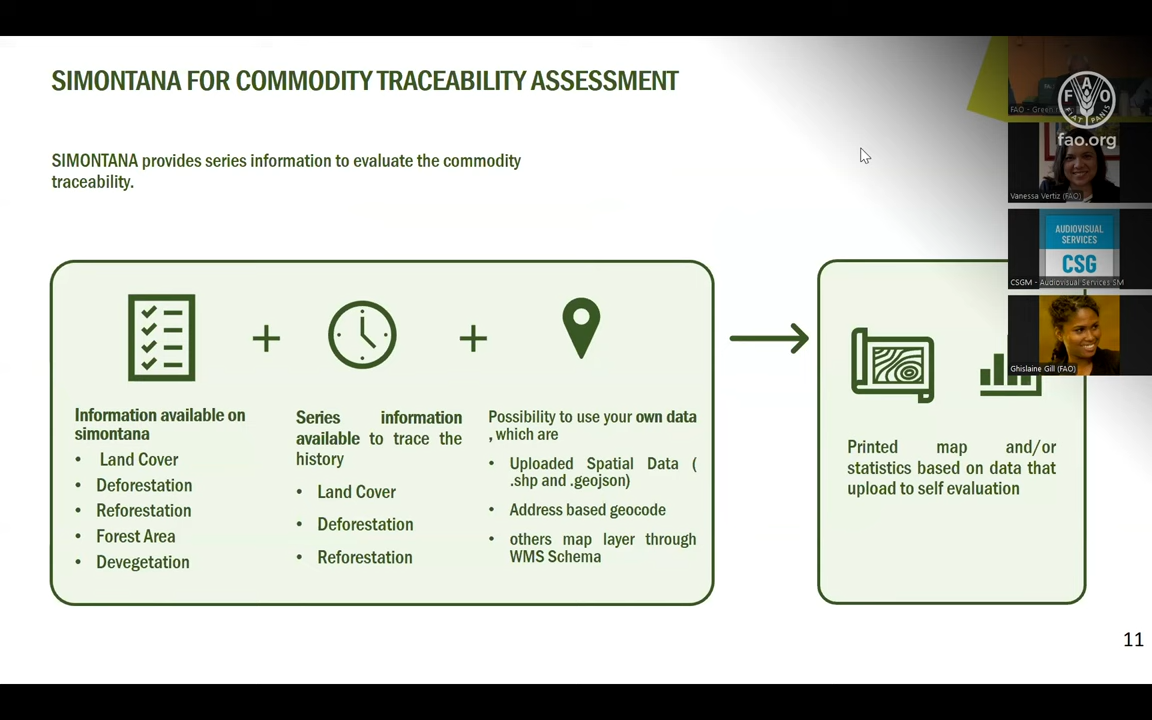 SIMONTANA FOR COMMODITY TRACEABILITY ASSESSMENT
SIMONTANA provides series information to evaluate the commodity
traceability.
Information available on
simontana
• Land Cover
• Deforestation
• Reforestation
• Forest Area
• Devegetation
Series information
available to trace the
history
• Land Cover
• Deforestation
• Reforestation
Possibility to use your own data
, which are
• Uploaded Spatial Data (
.shp and .geojson)
• Address based geocode
• others map layer through
WMS Schema
Printed map and/or
statistics based on data that
upload to self evaluation
11
FAO - Green
F A O
FIAT PANIS
fao.org
Vanessa Vertiz (FAO)
AUDIOVISUAL
SERVICES
CSG
CSGM - Audiovisual Services SM
Ghislaine Gill (FAO)